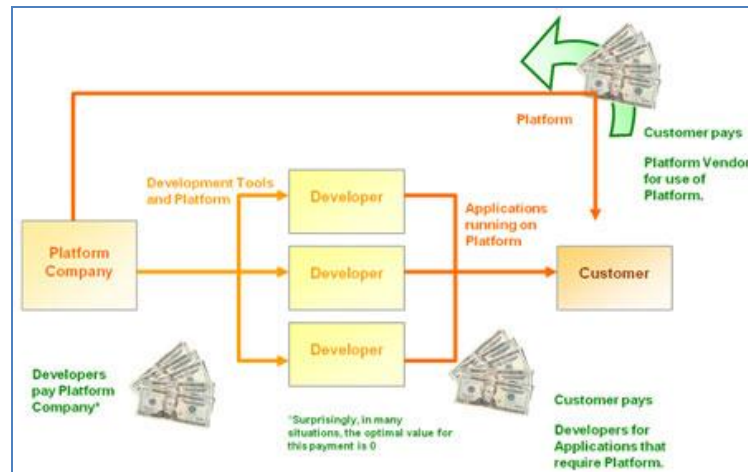 Platform
Customer pays
Platform Vendor
for use of
Platform.
Development Tools
and Platform
Developer
Applications
running on
Platform
Platform
Company
Developer
Customer
Developer
Developers
pay Platform
Company*
*Surprisingly, in many
situations, the optimal value for
this payment is 0
Customer pays
Developers for
Applications that
require Platform.